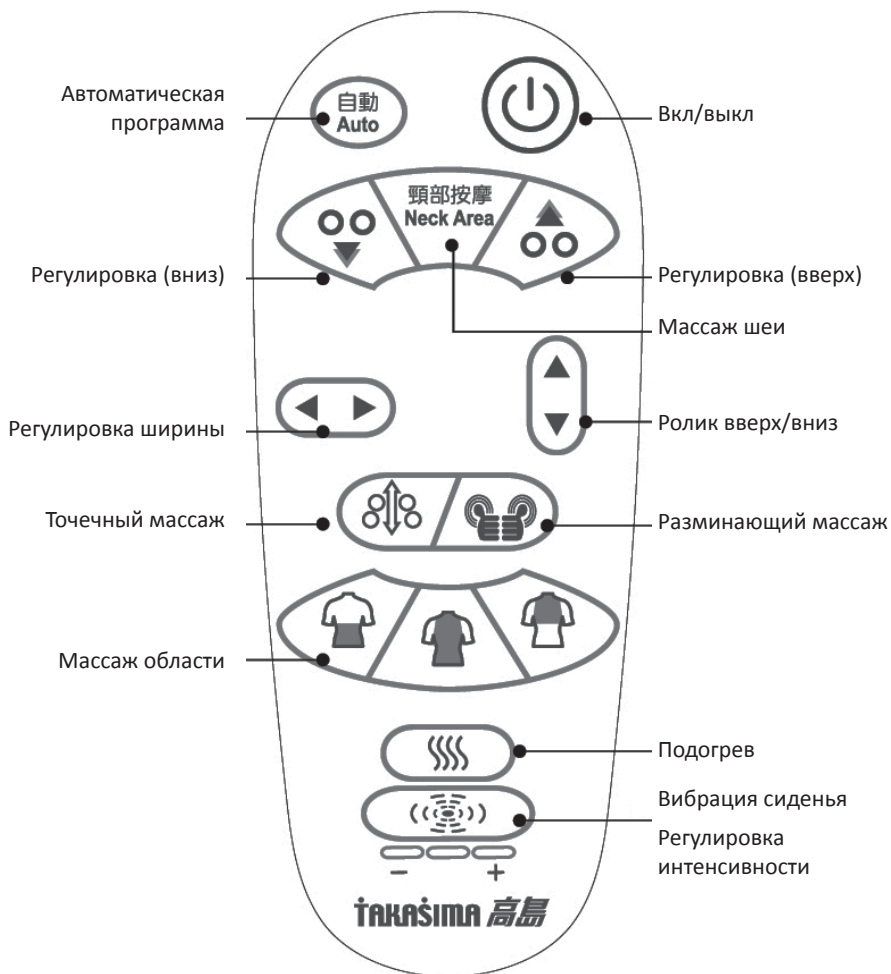 Автоматическая
программа
自動
Auto
Вкл/выкл
頸部按摩
Neck Area
Регулировка (вниз)
Регулировка (вверх)
Массаж шеи
Регулировка ширины
Ролик вверх/вниз
Точечный массаж
Разминающий массаж
Массаж области
Подогрев
Вибрация сиденья
Регулировка
интенсивности
− +
TAKASIMA 高島